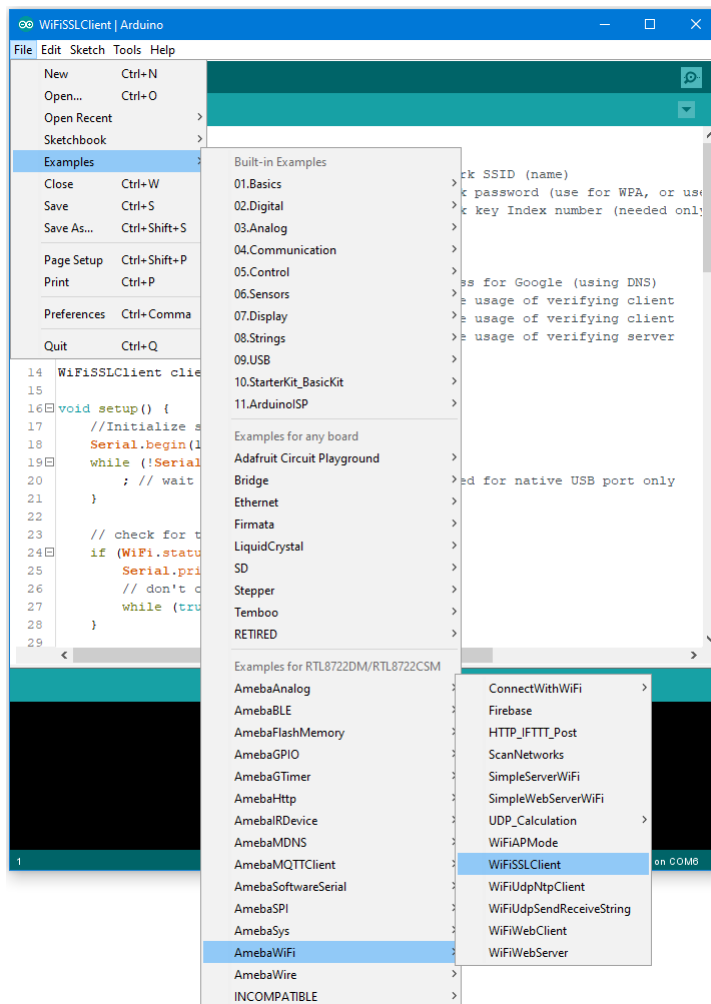 WiFiSSLClient | Arduino
File Edit Sketch Tools Help
New Ctrl+N
Open... Ctrl+O
Open Recent
Sketchbook
Examples
Close Ctrl+W
Save Ctrl+S
Save As... Ctrl+Shift+S
Page Setup Ctrl+Shift+P
Print Ctrl+P
Preferences Ctrl+Comma
Quit Ctrl+Q
Built-in Examples
01.Basics
02.Digital
03.Analog
04.Communication
05.Control
06.Sensors
07.Display
08.Strings
09.USB
10.StarterKit_BasicKit
11.ArduinoISP
Examples for any board
Adafruit Circuit Playground
Bridge
Ethernet
Firmata
LiquidCrystal
SD
Stepper
Temboo
RETIRED
Examples for RTL8722DM/RTL8722CSM
AmebaAnalog
AmebaBLE
AmebaFlashMemory
AmebaGPIO
AmebaGTimer
AmebaHttp
AmebaIRDevice
AmebaMDNS
AmebaMQTTClient
AmebaSoftwareSerial
AmebaSPI
AmebaSys
AmebaWiFi
AmebaWire
INCOMPATIBLE
ConnectWithWiFi
Firebase
HTTP_IFTTT_Post
ScanNetworks
SimpleServerWiFi
SimpleWebServerWiFi
UDP_Calculation
WiFiAPMode
WiFiSSLClient
WiFiUdpNtpClient
WiFiUdpSendReceiveString
WiFiWebClient
WiFiWebServer
rk SSID (name)
password (use for WPA, or use
key Index number (needed only
ss for Google (using DNS)
e usage of verifying client
e usage of verifying client
e usage of verifying server
14 WiFiSSLClient clie
15
16 void setup() {
17 //Initialize s
18 Serial.begin(1
19 while (!Serial
20 ; // wait ed for native USB port only
21 }
22
23 // check for t
24 if (WiFi.statu
25 Serial.pri
26 // don't c
27 while (tru
28 }
29
1 on COM6